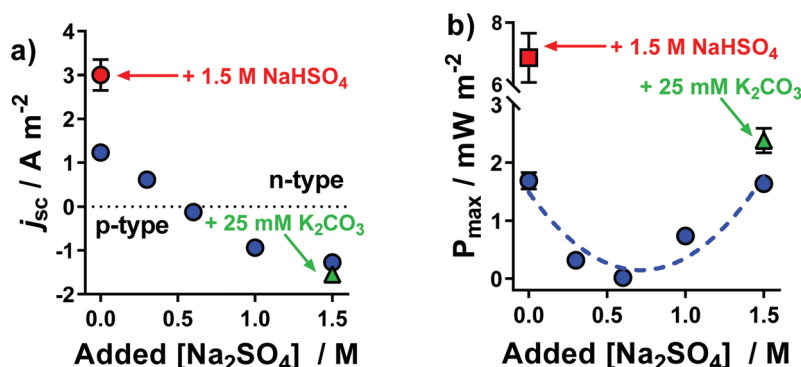 a)
+ 1.5 M NaHSO₄
n-type
p-type
+ 25 mM K₂CO₃
jsc / A m⁻²
4
3
2
1
0
-1
-2
0.0 0.5 1.0 1.5
Added [Na₂SO₄] / M
b)
+ 1.5 M NaHSO₄
+ 25 mM K₂CO₃
Pmax / mW m⁻²
8
6
3
2
1
0
0.0 0.5 1.0 1.5
Added [Na₂SO₄] / M